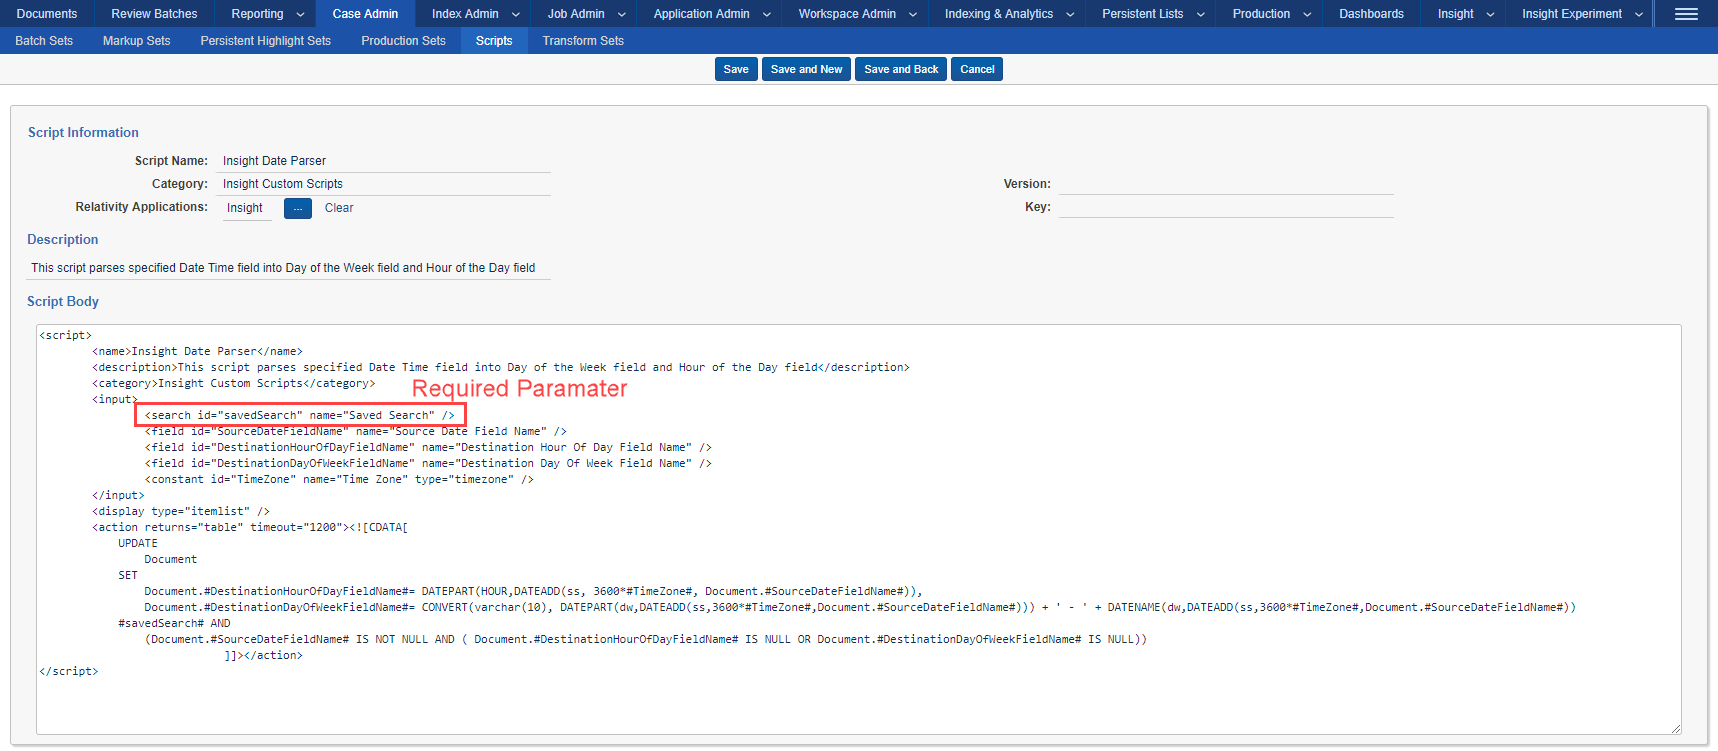 Documents Review Batches Reporting Case Admin Index Admin Job Admin Application Admin Workspace Admin Indexing & Analytics Persistent Lists Production Dashboards Insight Insight Experiment
Batch Sets Markup Sets Persistent Highlight Sets Production Sets Scripts Transform Sets
Save Save and New Save and Back Cancel
Script Information
Script Name: Insight Date Parser
Category: Insight Custom Scripts Version:
Relativity Applications: Insight ... Clear Key:
Description
This script parses specified Date Time field into Day of the Week field and Hour of the Day field
Script Body
<script>
<name>Insight Date Parser</name>
<description>This script parses specified Date Time field into Day of the Week field and Hour of the Day field</description>
<category>Insight Custom Scripts</category>
Required Paramater
<input>
<search id="savedSearch" name="Saved Search" />
<field id="SourceDateFieldName" name="Source Date Field Name" />
<field id="DestinationHourOfDayFieldName" name="Destination Hour Of Day Field Name" />
<field id="DestinationDayOfWeekFieldName" name="Destination Day Of Week Field Name" />
<constant id="TimeZone" name="Time Zone" type="timezone" />
</input>
<display type="itemlist" />
<action returns="table" timeout="1200"><![CDATA[
UPDATE
Document
SET
Document.#DestinationHourOfDayFieldName#= DATEPART(HOUR,DATEADD(ss, 3600*#TimeZone#, Document.#SourceDateFieldName#)),
Document.#DestinationDayOfWeekFieldName#= CONVERT(varchar(10), DATEPART(dw,DATEADD(ss,3600*#TimeZone#,Document.#SourceDateFieldName#))) + ' - ' + DATENAME(dw,DATEADD(ss,3600*#TimeZone#,Document.#SourceDateFieldName#))
#savedSearch# AND
(Document.#SourceDateFieldName# IS NOT NULL AND ( Document.#DestinationHourOfDayFieldName# IS NULL OR Document.#DestinationDayOfWeekFieldName# IS NULL))
]]></action>
</script>